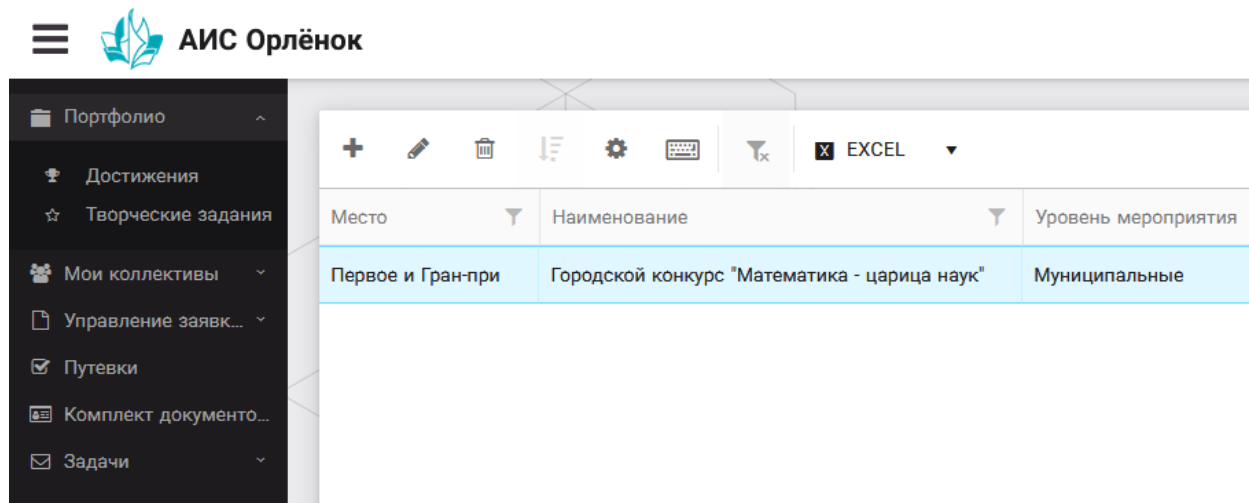 АИС Орлёнок
Портфолио
Достижения
Творческие задания
Мои коллективы
Управление заявк...
Путевки
Комплект документо...
Задачи
X EXCEL
Место Наименование Уровень мероприятия
Первое и Гран-при Городской конкурс "Математика - царица наук" Муниципальные